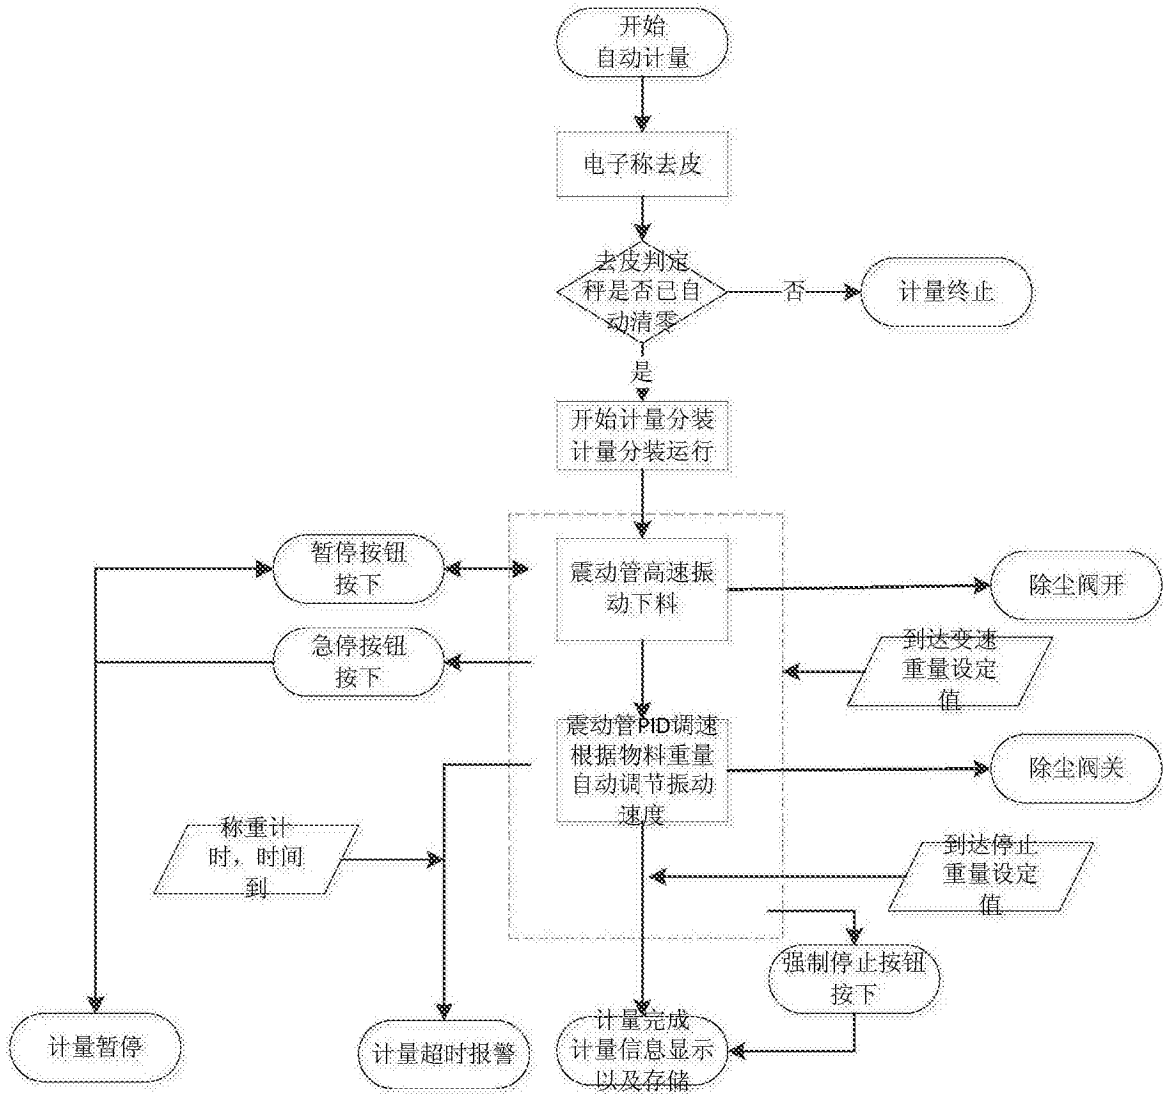 开始
自动计量
电子称去皮
去皮判定
秤是否已自
动清零
否
计量终止
是
开始计量分装
计量分装运行
暂停按钮
按下
震动管高速振
动下料
除尘阀开
急停按钮
按下
到达变速
重量设定
值
震动管PID调速
根据物料重量
自动调节振动
速度
除尘阀关
称重计
时，时间
到
到达停止
重量设定
值
强制停止按钮
按下
计量暂停
计量超时报警
计量完成
计量信息显示
以及存储